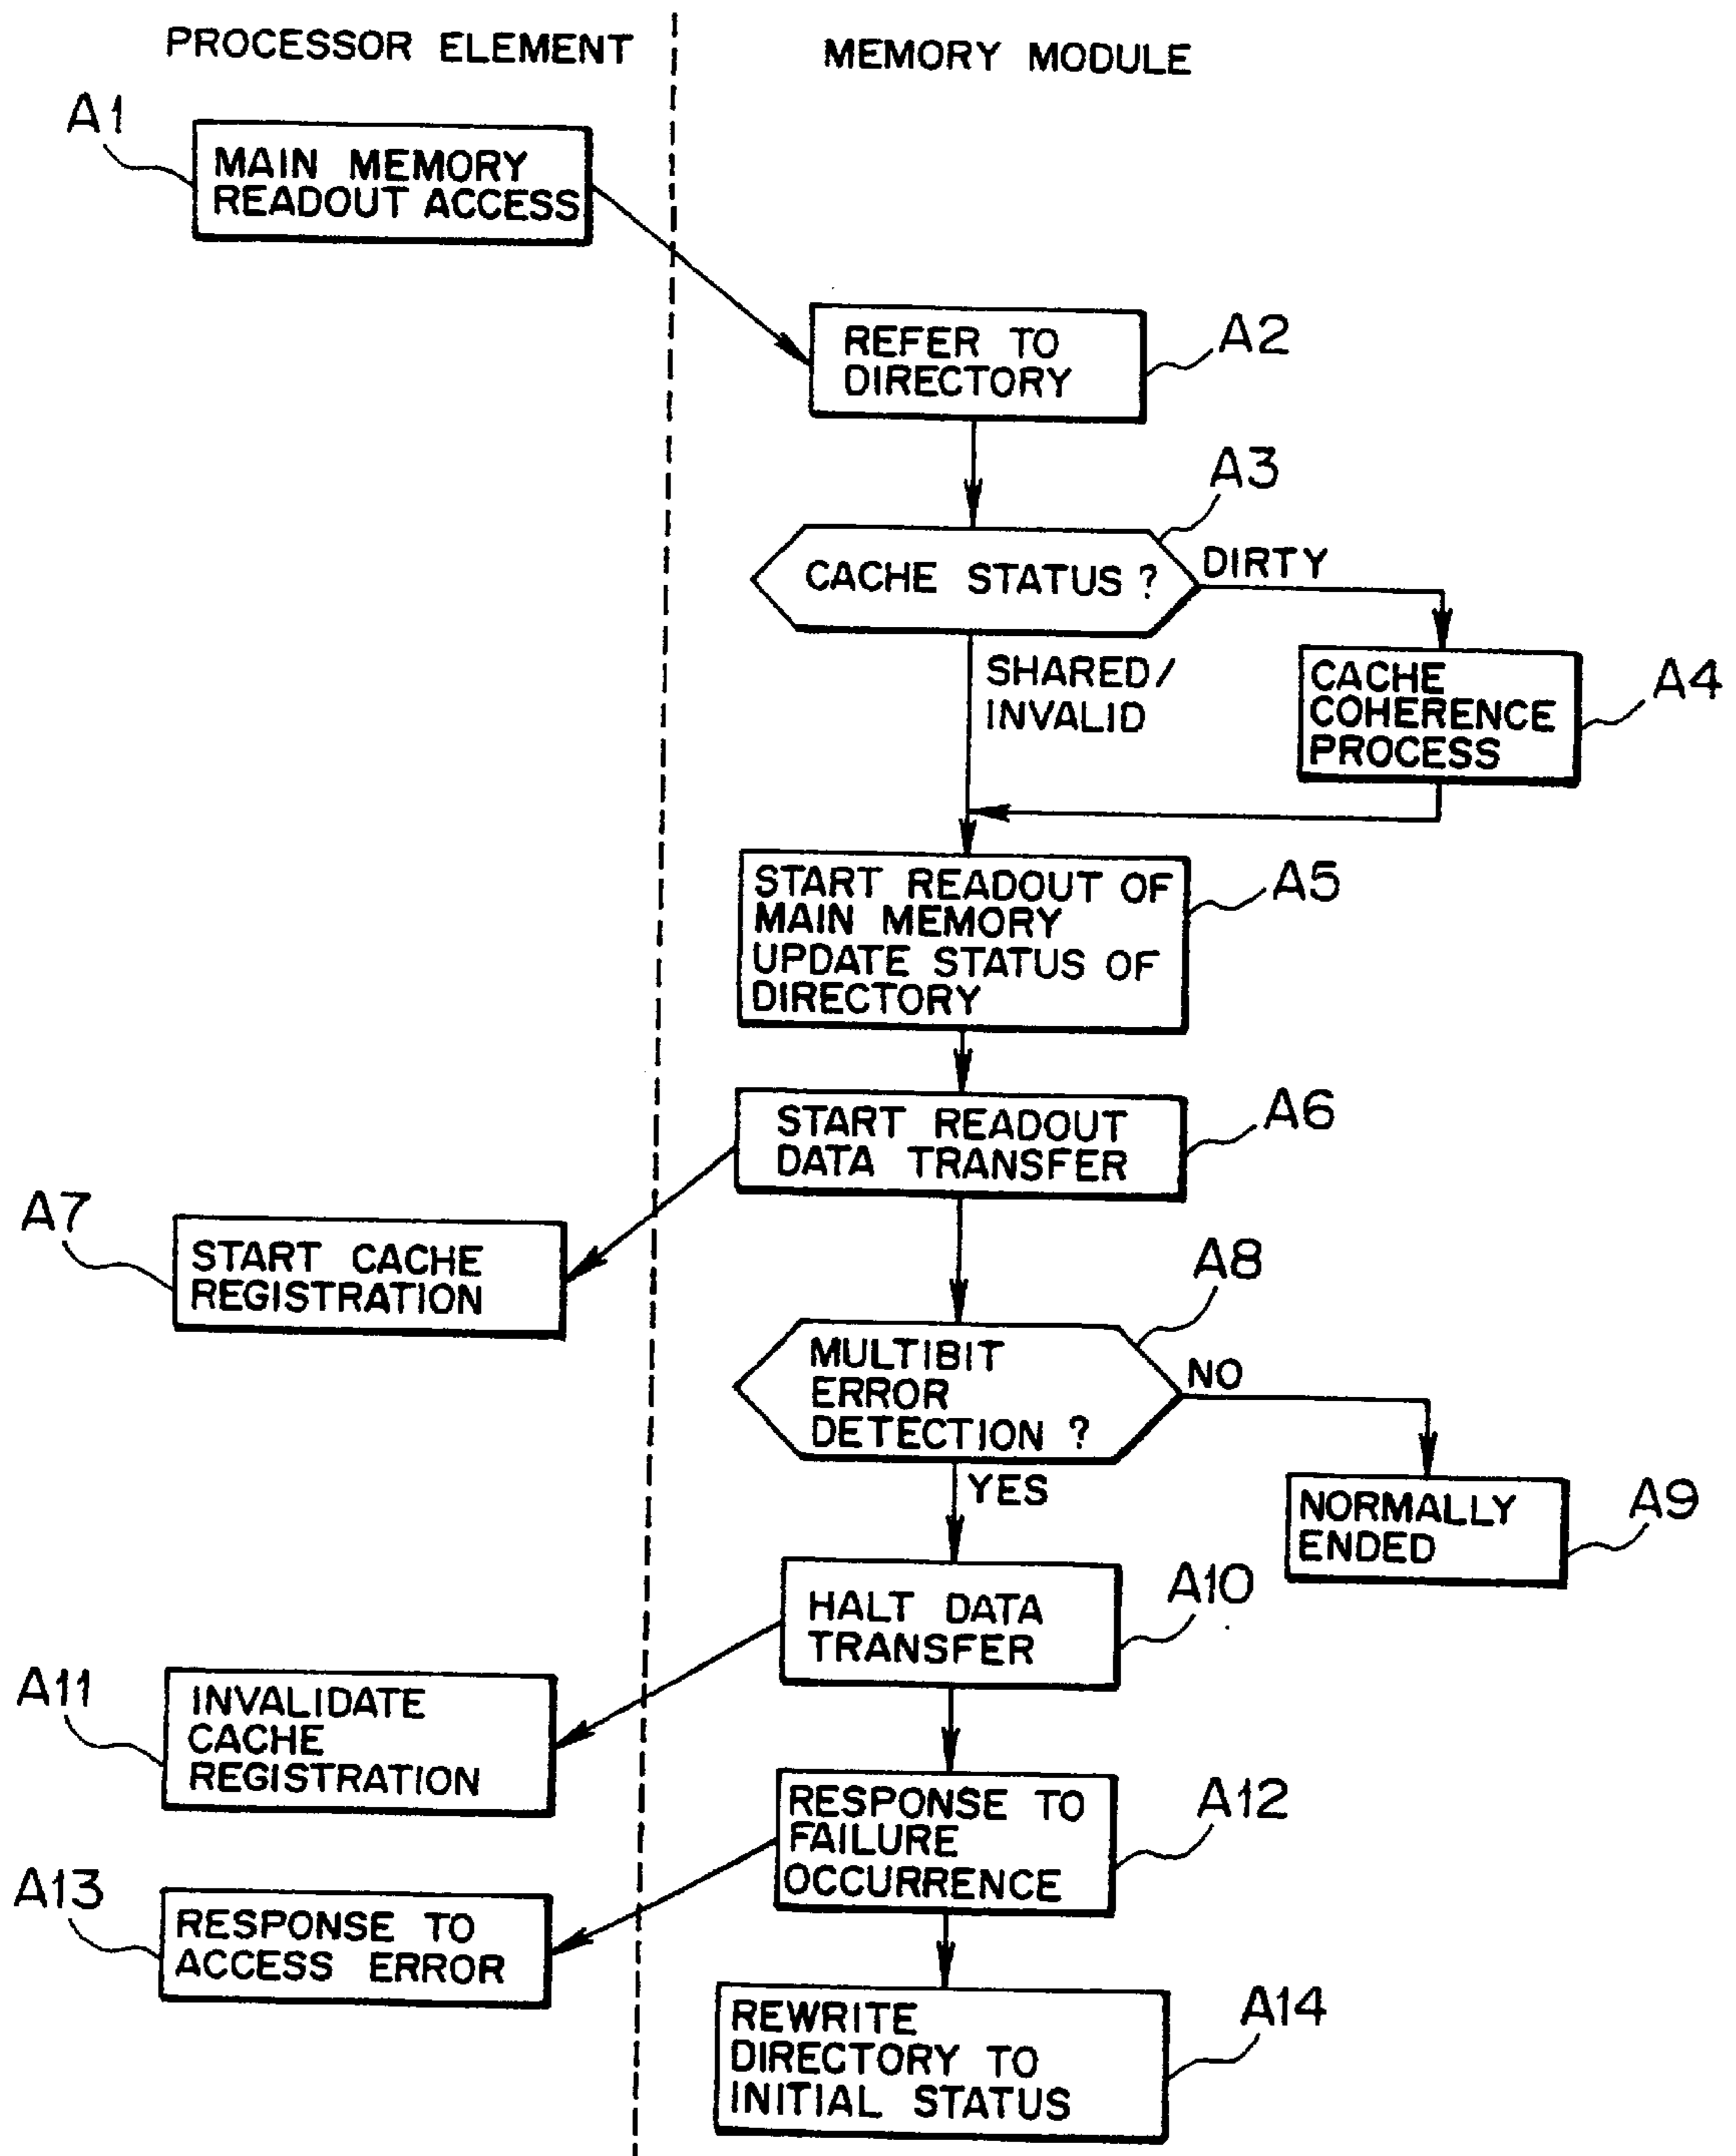 PROCESSOR ELEMENT
MEMORY MODULE
A1
MAIN MEMORY
READOUT ACCESS
REFER TO
DIRECTORY
A2
A3
CACHE STATUS ?
DIRTY
SHARED/
INVALID
CACHE
COHERENCE
PROCESS
A4
START READOUT OF
MAIN MEMORY
UPDATE STATUS OF
DIRECTORY
A5
START READOUT
DATA TRANSFER
A6
A7
START CACHE
REGISTRATION
A8
MULTIBIT
ERROR
DETECTION ?
NO
YES
NORMALLY
ENDED
A9
HALT DATA
TRANSFER
A10
A11
INVALIDATE
CACHE
REGISTRATION
RESPONSE TO
FAILURE
OCCURRENCE
A12
A13
RESPONSE TO
ACCESS ERROR
REWRITE
DIRECTORY TO
INITIAL STATUS
A14